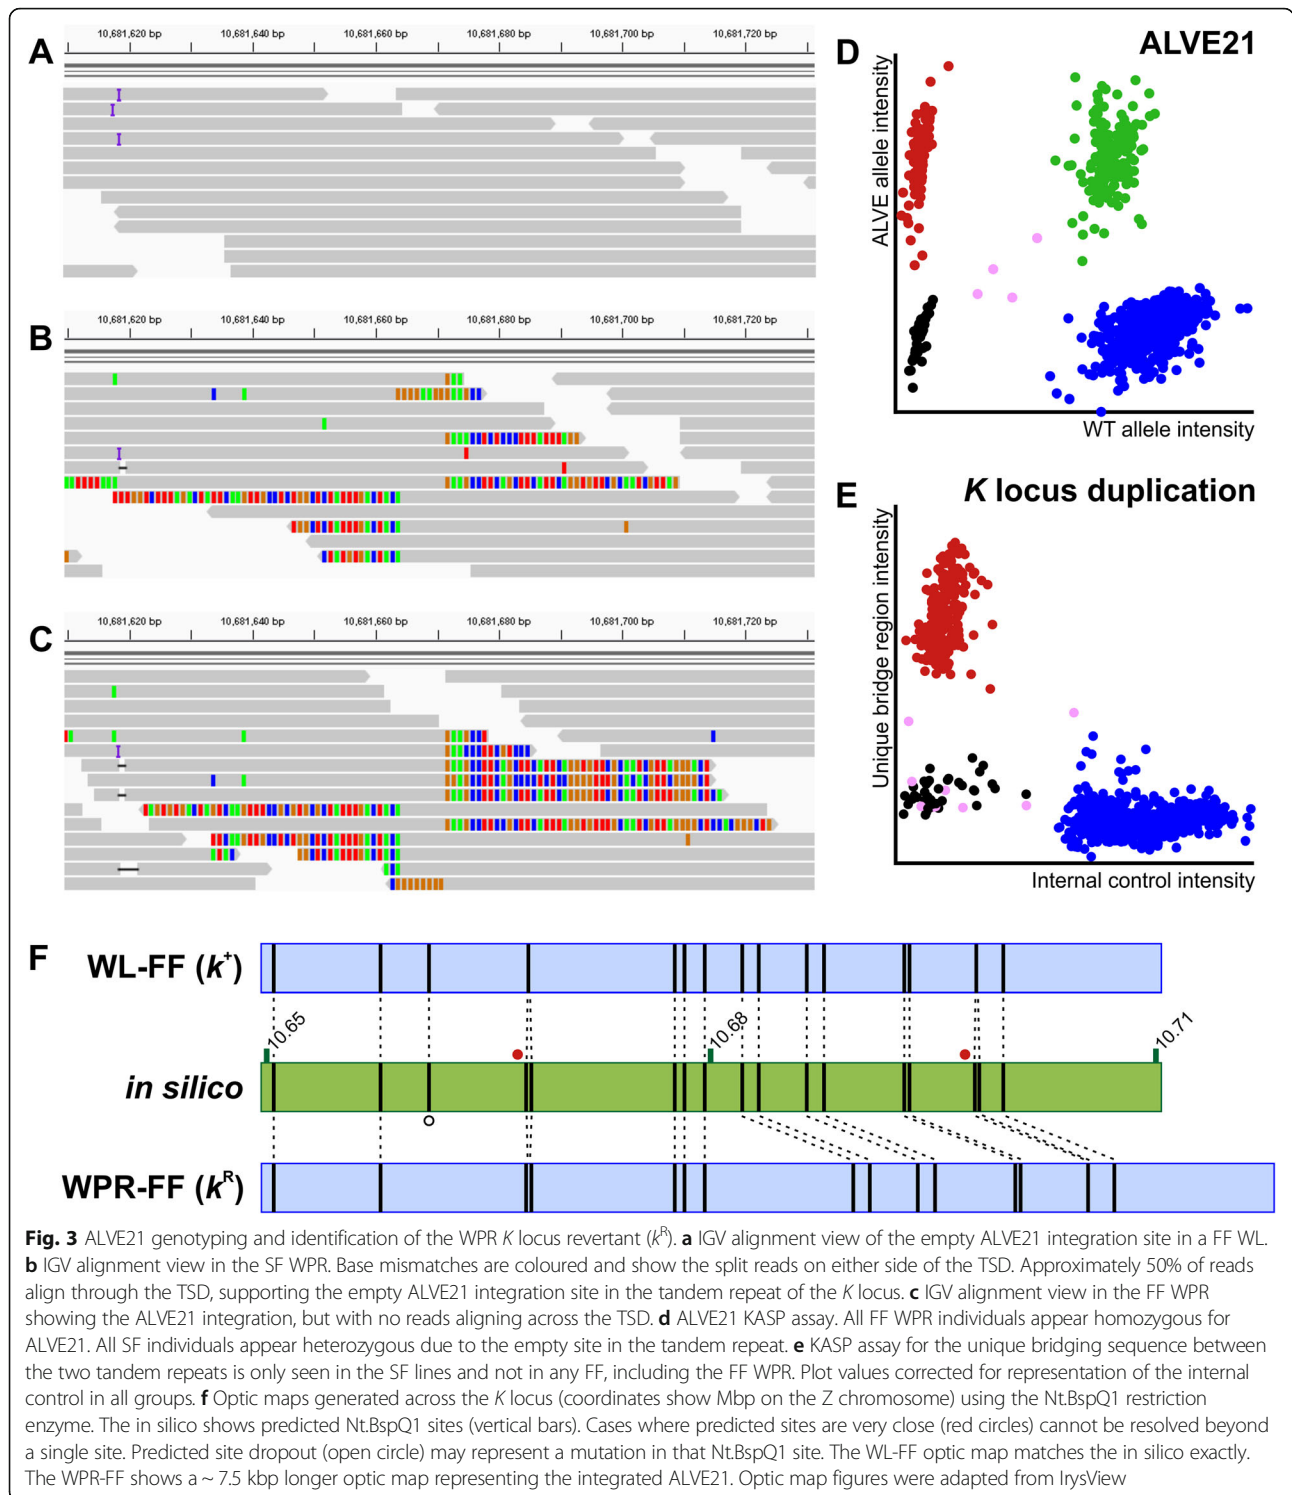 A
10,681,620 bp 10,681,640 bp 10,681,660 bp 10,681,680 bp 10,681,700 bp 10,681,720 bp
B
10,681,620 bp 10,681,640 bp 10,681,660 bp 10,681,680 bp 10,681,700 bp 10,681,720 bp
C
10,681,620 bp 10,681,640 bp 10,681,660 bp 10,681,680 bp 10,681,700 bp 10,681,720 bp
D
ALVE21
ALVE allele intensity
WT allele intensity
E
K locus duplication
Unique bridge region intensity
Internal control intensity
F
WL-FF (k+)
10.65 10.68 10.71
in silico
WPR-FF (kR)
Fig. 3 ALVE21 genotyping and identification of the WPR K locus revertant (kR). a IGV alignment view of the empty ALVE21 integration site in a FF WL.
b IGV alignment view in the SF WPR. Base mismatches are coloured and show the split reads on either side of the TSD. Approximately 50% of reads
align through the TSD, supporting the empty ALVE21 integration site in the tandem repeat of the K locus. c IGV alignment view in the FF WPR
showing the ALVE21 integration, but with no reads aligning across the TSD. d ALVE21 KASP assay. All FF WPR individuals appear homozygous for
ALVE21. All SF individuals appear heterozygous due to the empty site in the tandem repeat. e KASP assay for the unique bridging sequence between
the two tandem repeats is only seen in the SF lines and not in any FF, including the FF WPR. Plot values corrected for representation of the internal
control in all groups. f Optic maps generated across the K locus (coordinates show Mbp on the Z chromosome) using the Nt.BspQ1 restriction
enzyme. The in silico shows predicted Nt.BspQ1 sites (vertical bars). Cases where predicted sites are very close (red circles) cannot be resolved beyond
a single site. Predicted site dropout (open circle) may represent a mutation in that Nt.BspQ1 site. The WL-FF optic map matches the in silico exactly.
The WPR-FF shows a ~ 7.5 kbp longer optic map representing the integrated ALVE21. Optic map figures were adapted from IrysView